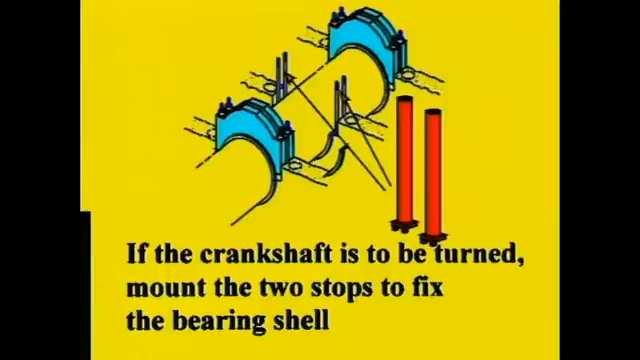 If the crankshaft is to be turned,
mount the two stops to fix
the bearing shell